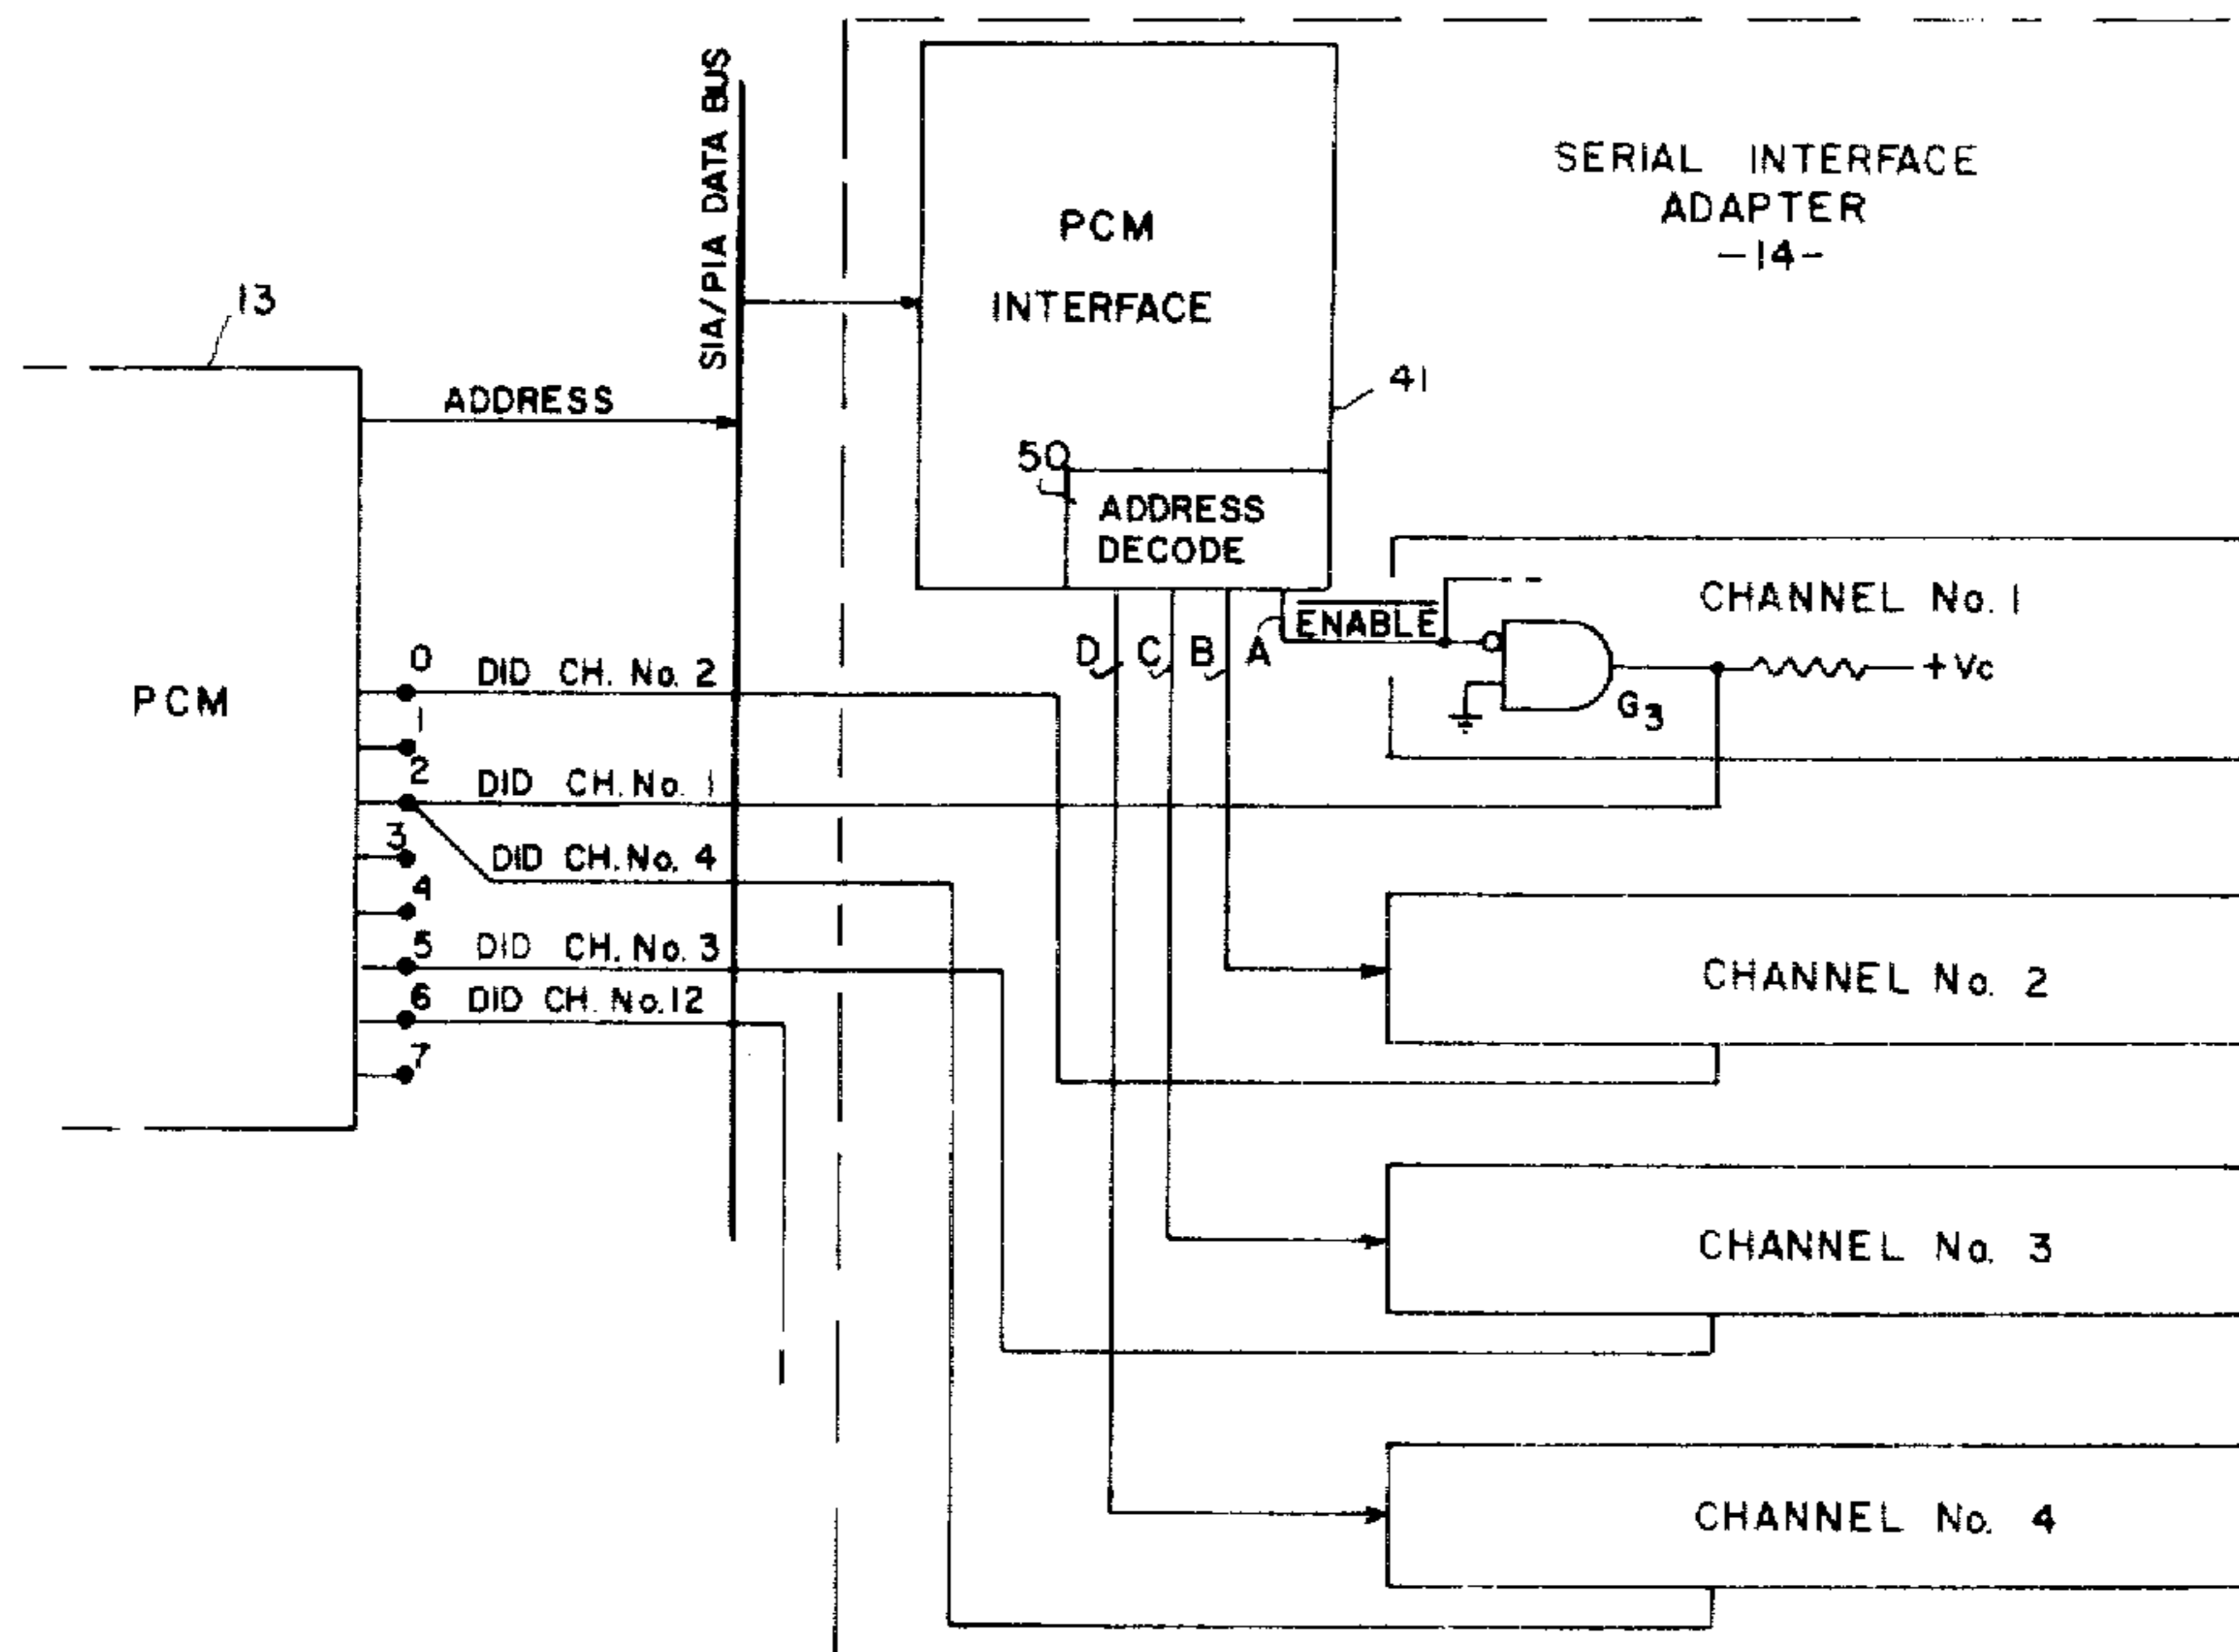 SERIAL INTERFACE
ADAPTER
-14-
SIA/PIA DATA BUS
PCM
INTERFACE
41
50
ADDRESS
DECODE
13
ADDRESS
PCM
0
DID CH. No. 2
1
2
DID CH. No. 1
3
DID CH. No. 4
4
5
DID CH. No. 3
6
DID CH. No. 12
7
D
C
B
A
ENABLE
CHANNEL No. 1
G3
+Vc
CHANNEL No. 2
CHANNEL No. 3
CHANNEL No. 4